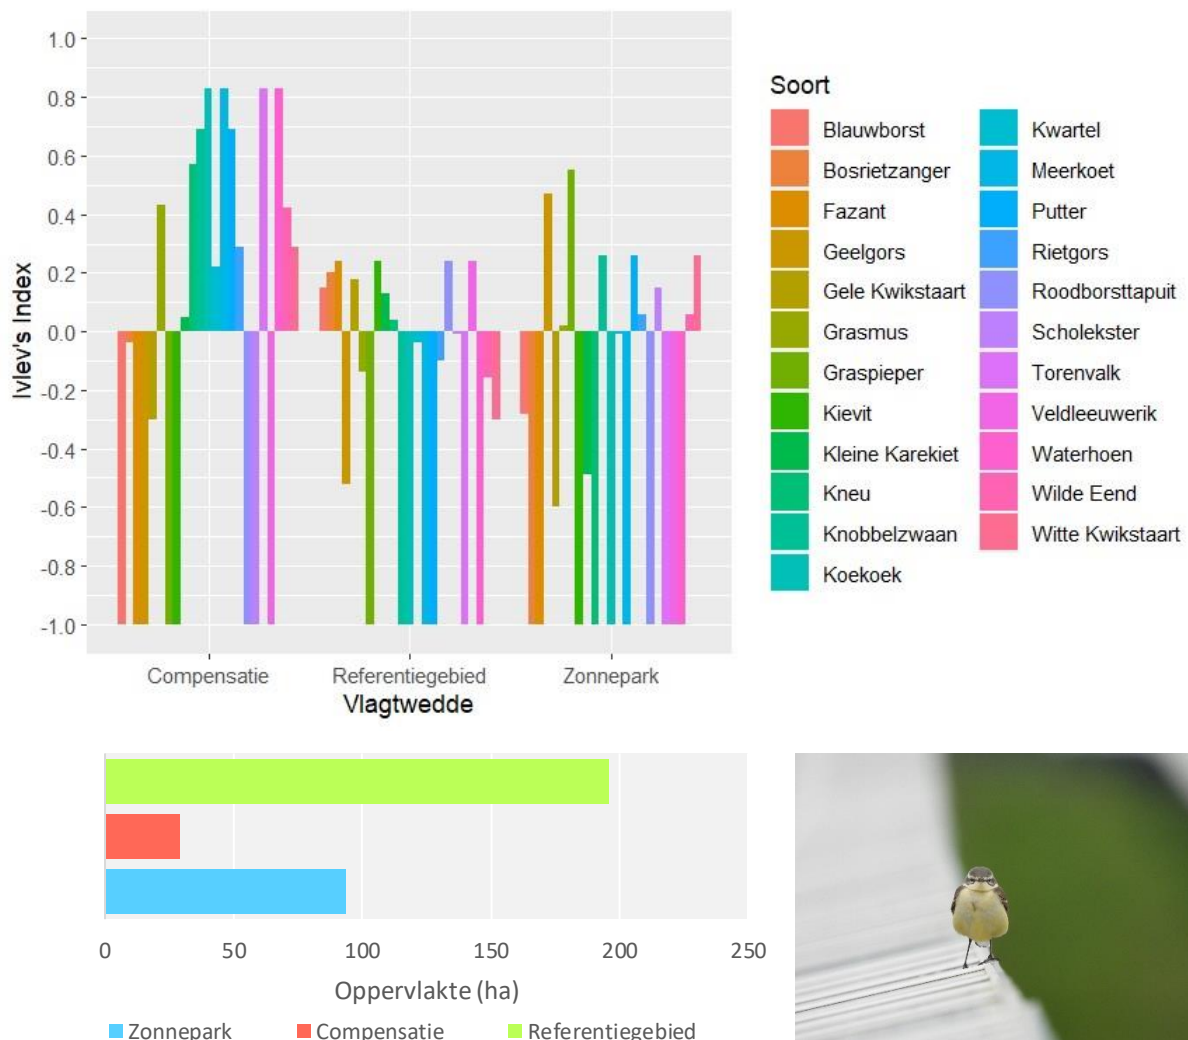 1.0
0.8
0.6
0.4
0.2
0.0
-0.2
-0.4
-0.6
-0.8
-1.0
Ivlev's Index
Compensatie Referentiegebied Zonnepark
Vlagtwedde
Soort
Blauwborst
Bosrietzanger
Fazant
Geelgors
Gele Kwikstaart
Grasmus
Graspieper
Kievit
Kleine Karekiet
Kneu
Knobbelzwaan
Koekoek
Kwartel
Meerkoet
Putter
Rietgors
Roodborsttapuit
Scholekster
Torenvalk
Veldleeuwerik
Waterhoen
Wilde Eend
Witte Kwikstaart
0 50 100 150 200 250
Oppervlakte (ha)
Zonnepark Compensatie Referentiegebied